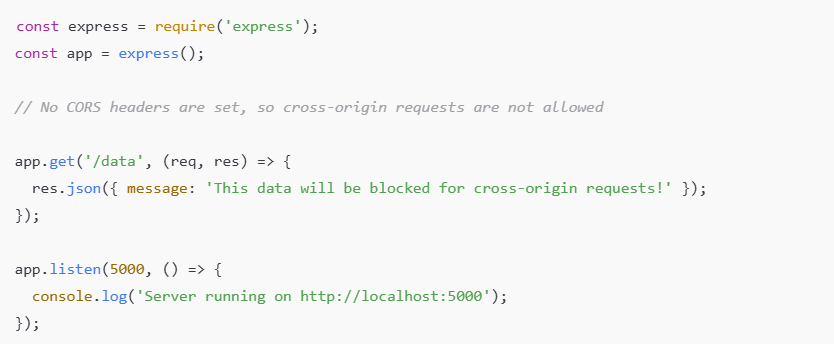 const express = require('express');
const app = express();
// No CORS headers are set, so cross-origin requests are not allowed
app.get('/data', (req, res) => {
  res.json({ message: 'This data will be blocked for cross-origin requests!' });
});
app.listen(5000, () => {
  console.log('Server running on http://localhost:5000');
});